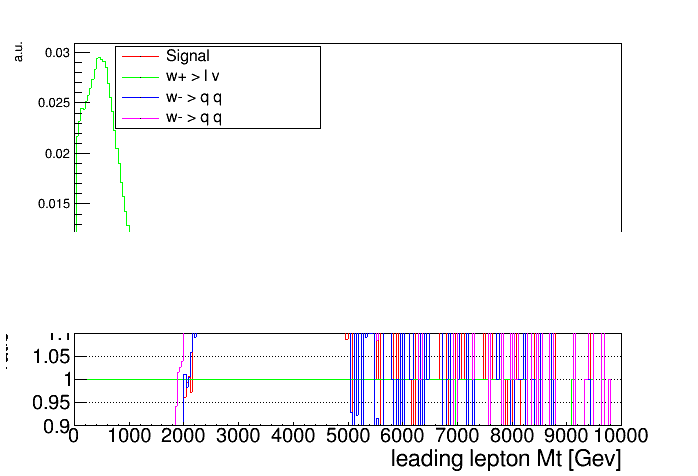 a.u.
0.03
0.025
0.02
0.015
Signal
w+ > l v
w- > q q
w- > q q
1.05
1
0.95
0.9
0 1000 2000 3000 4000 5000 6000 7000 8000 9000 10000
leading lepton Mt [Gev]